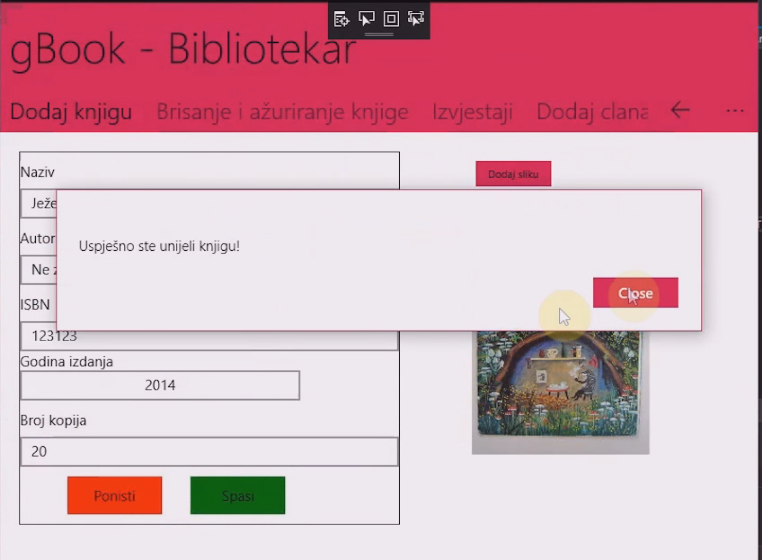 gBook - Bibliotekar
Dodaj knjigu Brisanje i ažuriranje knjige Izvjestaji Dodaj clana
Naziv
Dodaj sliku
Ježe
Uspješno ste unijeli knjigu!
Autor
Ne z
Close
ISBN
123123
Godina izdanja
2014
Broj kopija
20
Ponisti Spasi